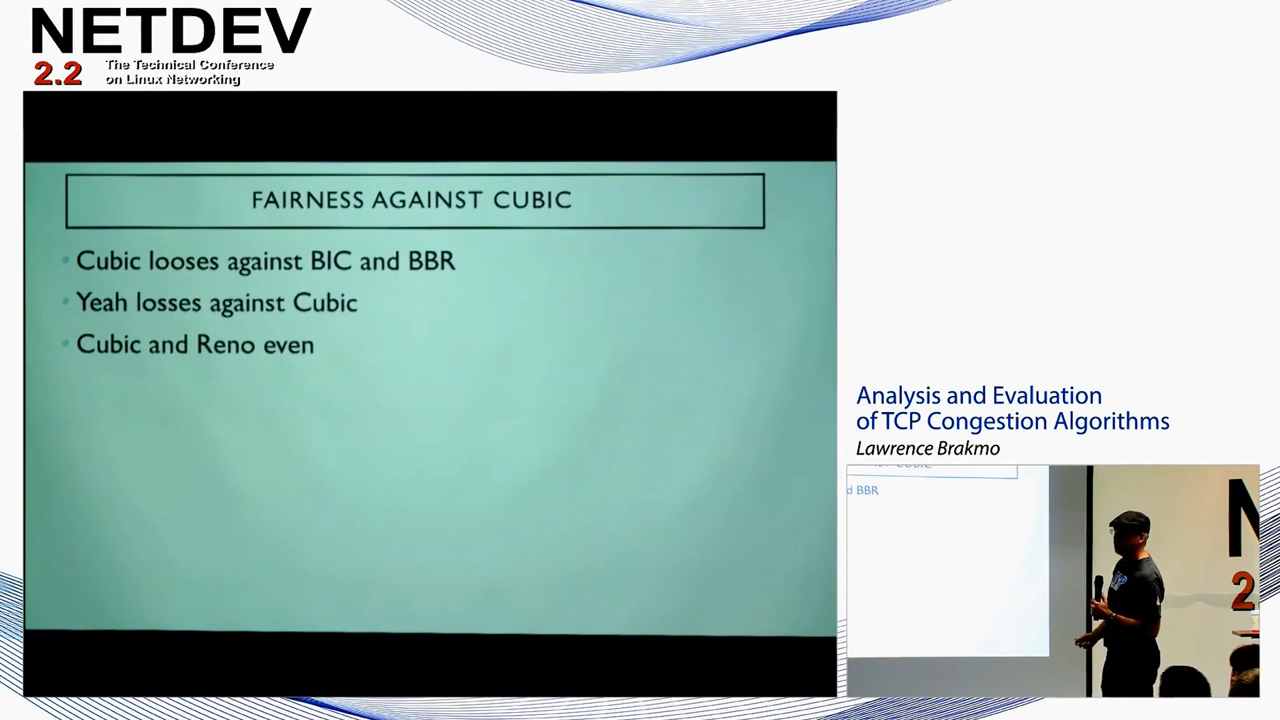 NETDEV
2.2 The Technical Conference
on Linux Networking
FAIRNESS AGAINST CUBIC
• Cubic looses against BIC and BBR
• Yeah losses against Cubic
• Cubic and Reno even
Analysis and Evaluation
of TCP Congestion Algorithms
Lawrence Brakmo
d BBR
N
2